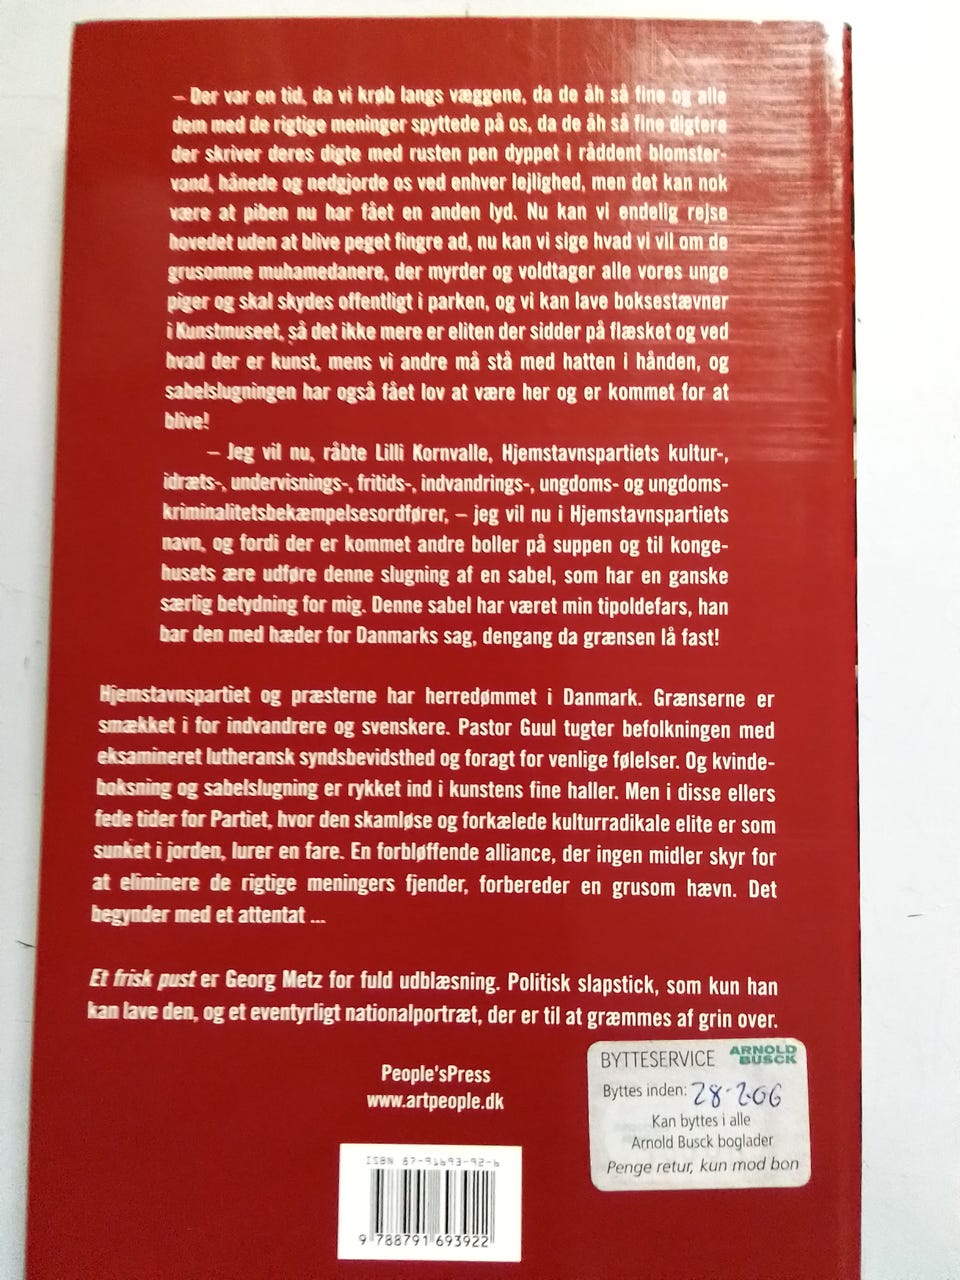 – Der var en tid, da vi krøb langs væggene, da de åh så fine og alle
dem med de rigtige meninger spyttede på os, da de åh så fine digtere
der skriver deres digte med rusten pen dyppet i råddent blomster-
vand, hånede og nedgjorde os ved enhver lejlighed, men det kan nok
være at piben nu har fået en anden lyd. Nu kan vi endelig rejse
hovedet uden at blive peget fingre ad, nu kan vi sige hvad vi vil om de
grusomme muhamedanere, der myrder og voldtager alle vores unge
piger og skal skydes offentligt i parken, og vi kan lave boksestævner
i Kunstmuseet, så det ikke mere er eliten der sidder på flæsket og ved
hvad der er kunst, mens vi andre må stå med hatten i hånden, og
sabelslugningen har også fået lov at være her og er kommet for at
blive!
– Jeg vil nu, råbte Lilli Kornvalle, Hjemstavnspartiets kultur-,
idræts-, undervisnings-, fritids-, indvandrings-, ungdoms- og ungdoms-
kriminalitetsbekæmpelsesordfører, – jeg vil nu i Hjemstavnspartiets
navn, og fordi der er kommet andre boller på suppen og til konge-
husets ære udføre denne slugning af en sabel, som har en ganske
særlig betydning for mig. Denne sabel har været min tipoldefars, han
bar den med hæder for Danmarks sag, dengang da grænsen lå fast!
Hjemstavnspartiet og præsterne har herredømmet i Danmark. Grænserne er
smækket i for indvandrere og svenskere. Pastor Guul tugter befolkningen med
eksamineret lutheransk syndsbevidsthed og foragt for venlige følelser. Og kvinde-
boksning og sabelslugning er rykket ind i kunstens fine haller. Men i disse ellers
fede tider for Partiet, hvor den skamløse og forkælede kulturradikale elite er som
sunket i jorden, lurer en fare. En forbløffende alliance, der ingen midler skyr for
at eliminere de rigtige meningers fjender, forbereder en grusom hævn. Det
begynder med et attentat ...
Et frisk pust er Georg Metz for fuld udblæsning. Politisk slapstick, som kun han
kan lave den, og et eventyrligt nationalportræt, der er til at græmmes af grin over.
People'sPress
www.artpeople.dk
BYTTESERVICE ARNOLD BUSCK
Byttes inden: 28-2-06
Kan byttes i alle
Arnold Busck boglader
Penge retur, kun mod bon
ISBN 87-91693-92-6
9 788791 693922